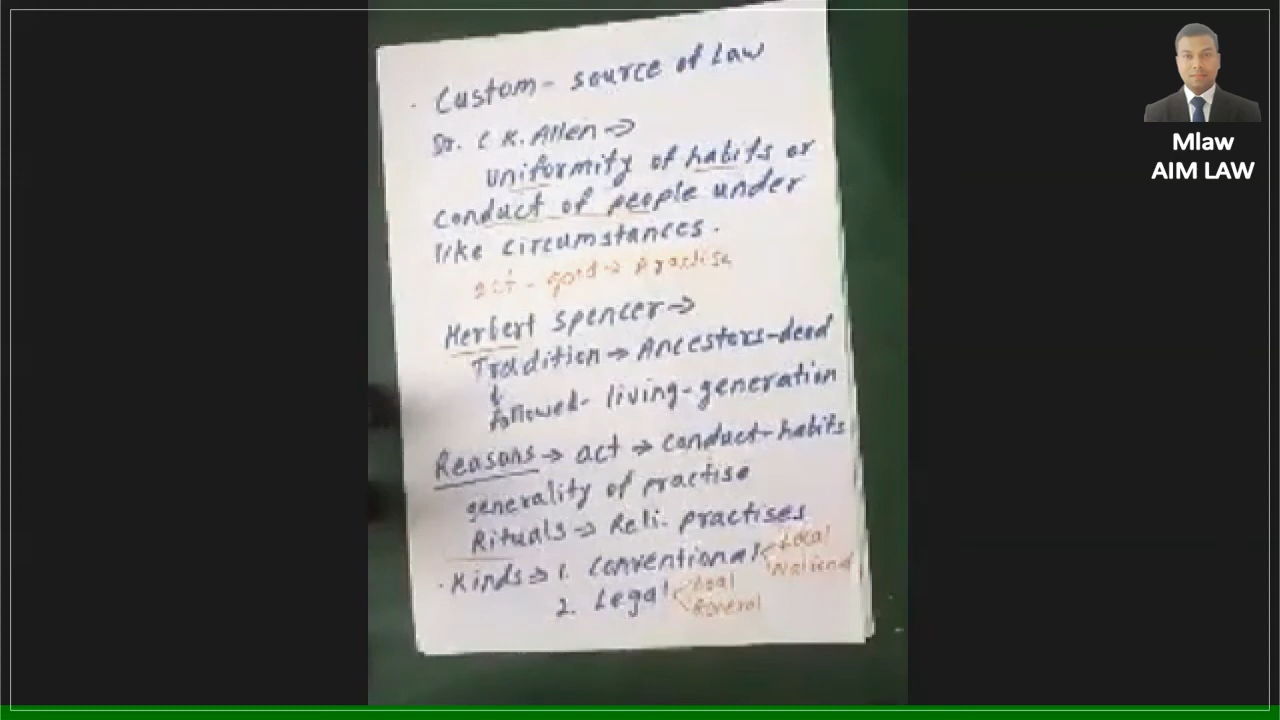 · Custom - source of Law
Dr. C K. Allen →
uniformity of habits or
conduct of people under
like circumstances.
act - good → practise
Herbert Spencer →
Tradition → Ancestors-dead
followed - living-generation
Reasons → act → conduct-habits
generality of practise
Rituals → Reli. practises
· Kinds → 1. Conventional < Local
National
2. Legal < Local
General
Mlaw
AIM LAW